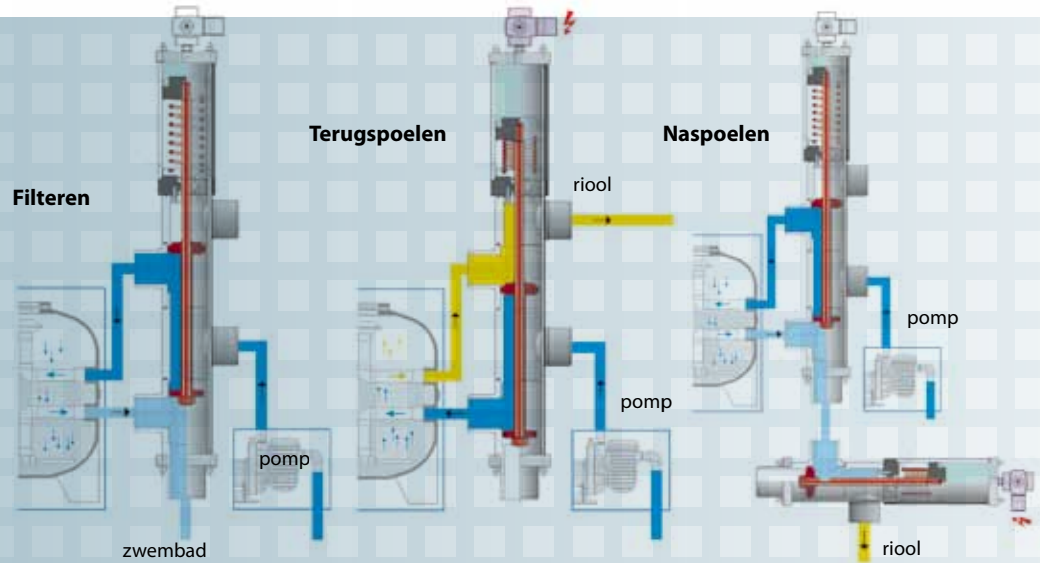 Filteren
pomp
zwembad
Terugspoelen
riool
pomp
Naspoelen
pomp
riool